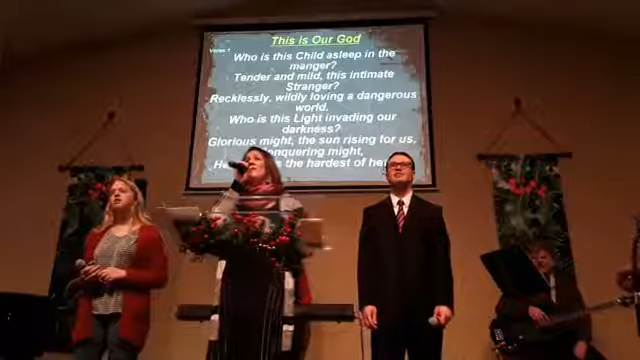 This is Our God
Verse 1
Who is this Child asleep in the
manger?
Tender and mild, this intimate
Stranger?
Recklessly, wildly loving a dangerous
world.
Who is this Light invading our
darkness?
Glorious might, the sun rising for us,
Conquering might,
the hardest of